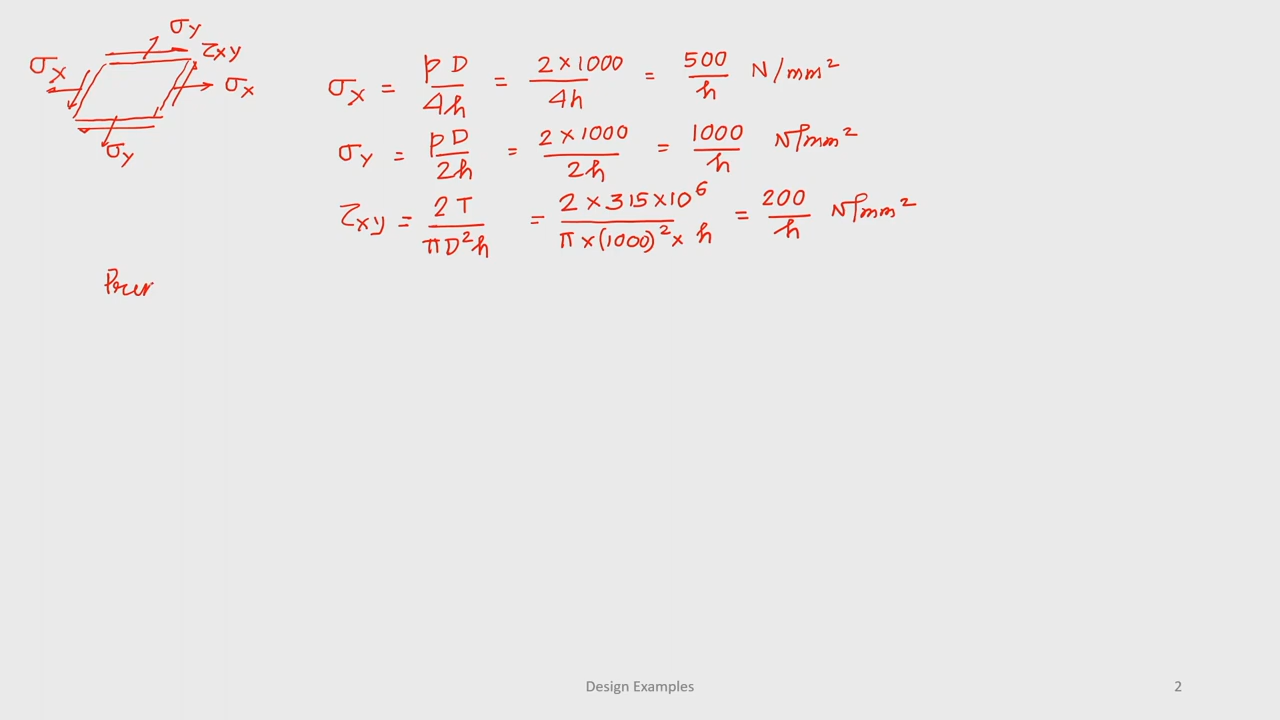 σy
τxy
σx
σx
σy
σx = pD/4h = 2×1000/4h = 500/h N/mm²
σy = pD/2h = 2×1000/2h = 1000/h N/mm²
τxy = 2T/πD²h = 2×315×10⁶/π×(1000)²×h = 200/h N/mm²
Design Examples
2